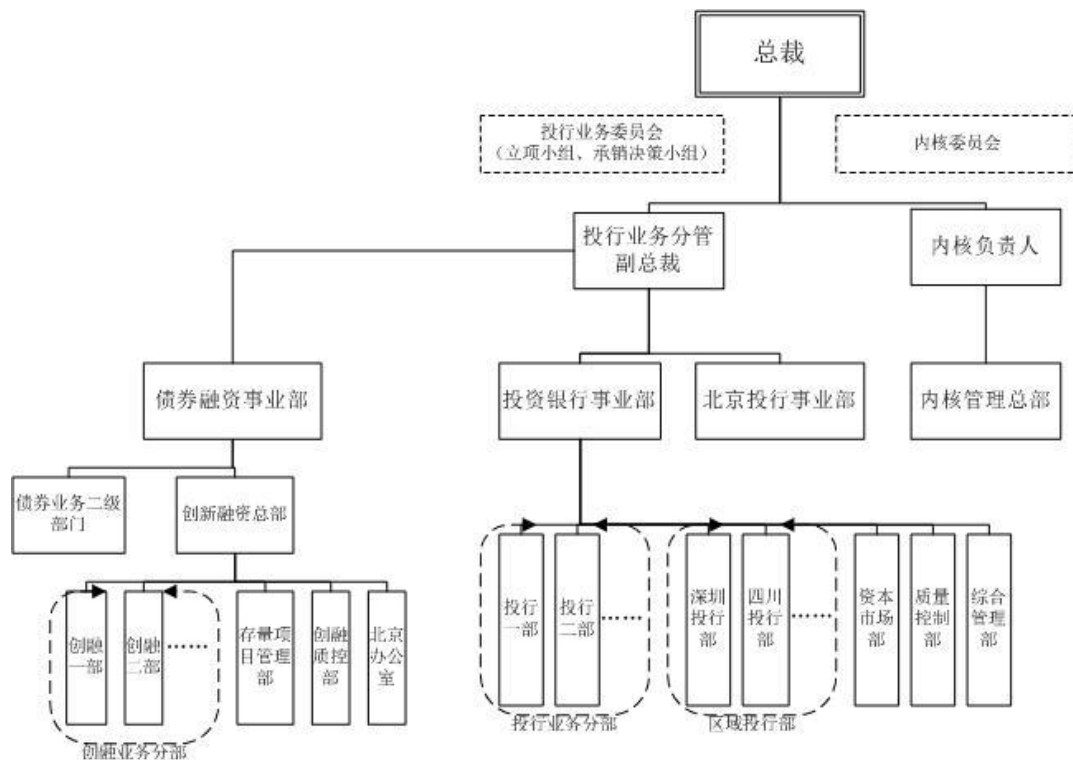 总裁
投行业务委员会
（立项小组、承销决策小组）
内核委员会
投行业务分管
副总裁
内核负责人
债券融资事业部
投资银行事业部
北京投行事业部
内核管理总部
债券业务二级
部门
创新融资总部
投行
一部
投行
二部
……
深圳
投行
部
四川
投行
部
……
资本
市场
部
质量
控制
部
综合
管理
部
创融
一部
创融
二部
……
存量项
目管理
部
创融
质控
部
北京
办公
室
创融业务分部
投行业务分部
区域投行部